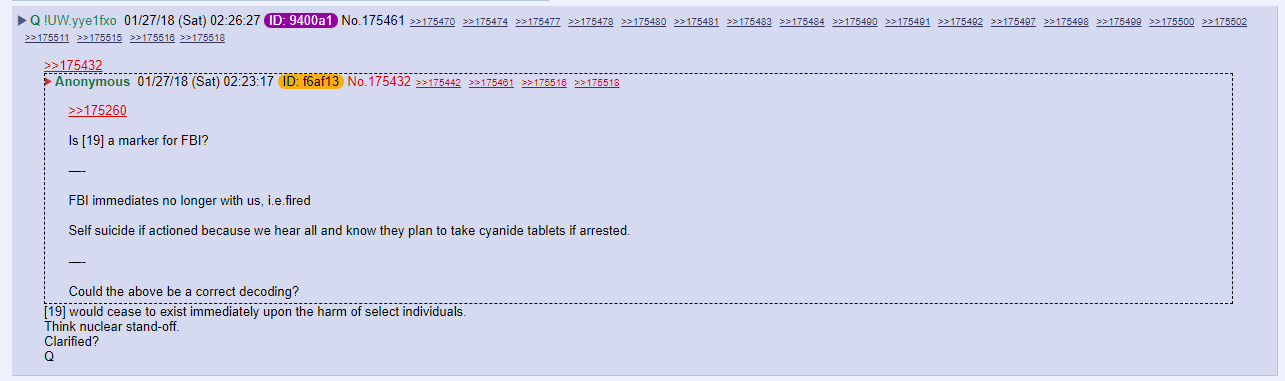 ▶ Q !UW.yye1fxo 01/27/18 (Sat) 02:26:27 ID: 9400a1 No.175461 >>175470 >>175474 >>175477 >>175478 >>175480 >>175481 >>175483 >>175484 >>175490 >>175491 >>175492 >>175497 >>175498 >>175499 >>175500 >>175502
>>175511 >>175515 >>175516 >>175518
>>175432
▶ Anonymous 01/27/18 (Sat) 02:23:17 ID: f6af13 No.175432 >>175442 >>175461 >>175516 >>175518
>>175260
Is [19] a marker for FBI?
—-
FBI immediates no longer with us, i.e.fired
Self suicide if actioned because we hear all and know they plan to take cyanide tablets if arrested.
—-
Could the above be a correct decoding?
[19] would cease to exist immediately upon the harm of select individuals.
Think nuclear stand-off.
Clarified?
Q